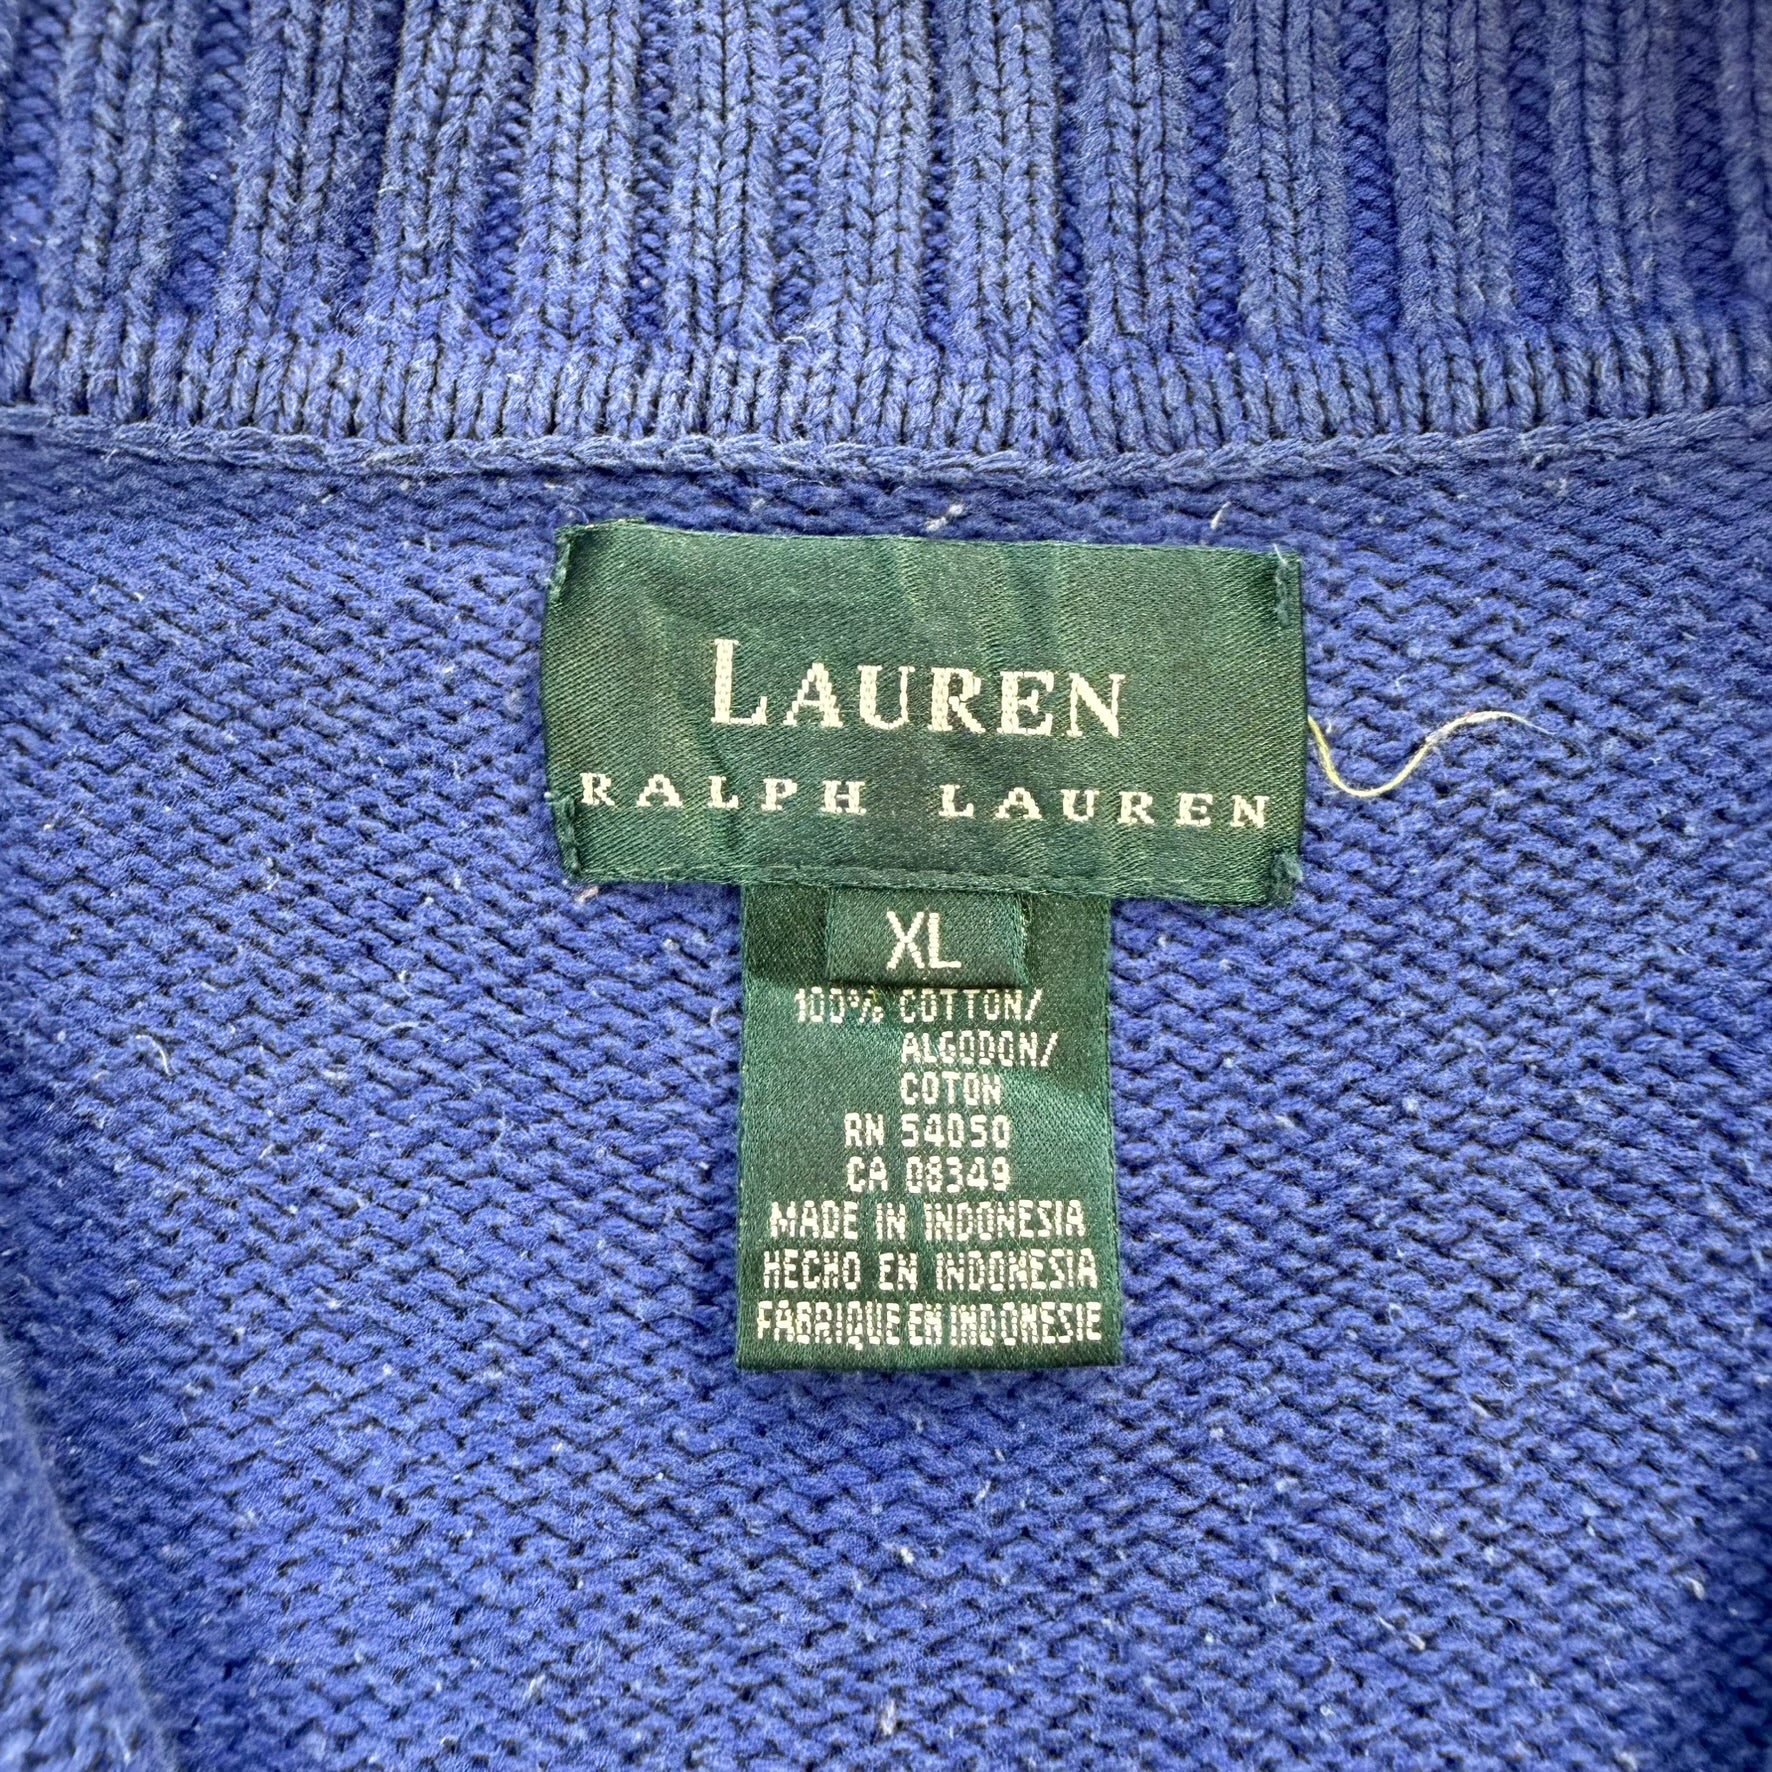 LAUREN
RALPH LAUREN
XL
100% COTTON/
ALGODON/
COTON
RN 54050
CA 08349
MADE IN INDONESIA
HECHO EN INDONESIA
FABRIQUE EN INDONESIE